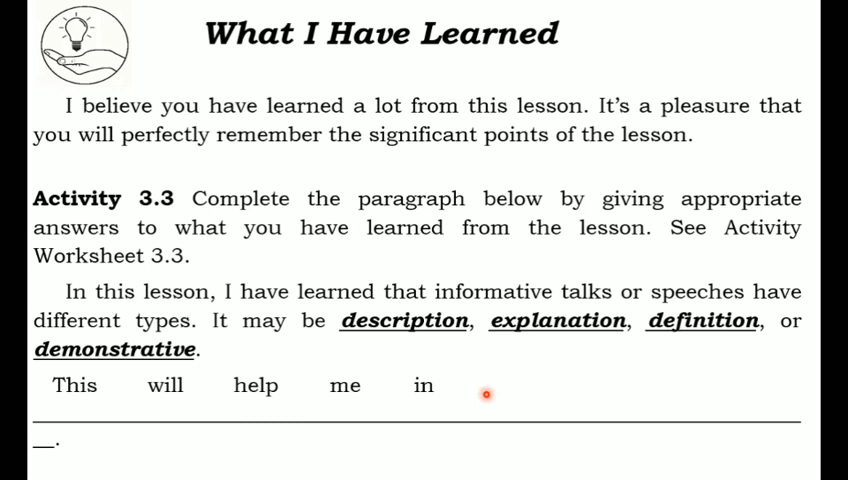 What I Have Learned
I believe you have learned a lot from this lesson. It's a pleasure that
you will perfectly remember the significant points of the lesson.
Activity 3.3 Complete the paragraph below by giving appropriate
answers to what you have learned from the lesson. See Activity
Worksheet 3.3.
In this lesson, I have learned that informative talks or speeches have
different types. It may be description, explanation, definition, or
demonstrative.
This will help me in
__.